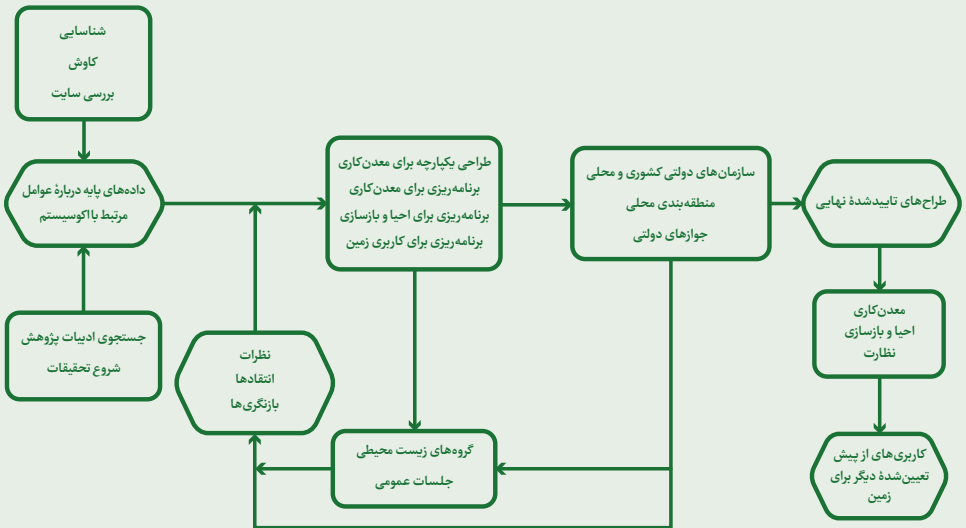 شناسایی
کاوش
بررسی سایت
داده‌های پایه دربارهٔ عوامل
مرتبط با اکوسیستم
جستجوی ادبیات پژوهش
شروع تحقیقات
طراحی یکپارچه برای معدن‌کاری
برنامه‌ریزی برای معدن‌کاری
برنامه‌ریزی برای احیا و بازسازی
برنامه‌ریزی برای کاربری زمین
نظرات
انتقادها
بازنگری‌ها
گروه‌های زیست محیطی
جلسات عمومی
سازمان‌های دولتی کشوری و محلی
منطقه‌بندی محلی
جوازهای دولتی
طراح‌های تاییدشدهٔ نهایی
معدن‌کاری
احیا و بازسازی
نظارت
کاربری‌های از پیش
تعیین‌شدهٔ دیگر برای
زمین